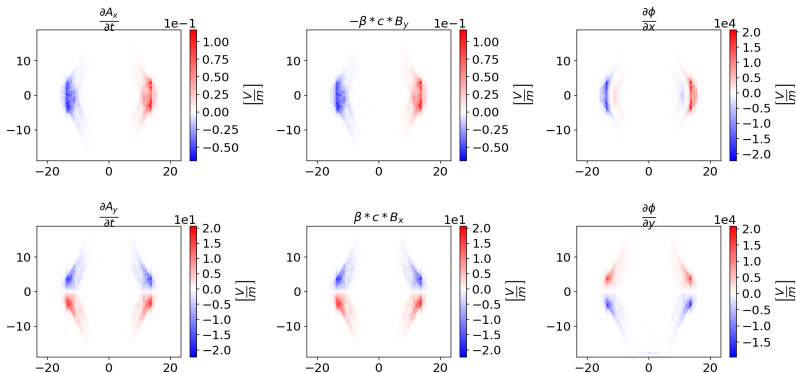 ∂A_x/∂t 1e−1
−β * c * B_y 1e−1
∂ϕ/∂x 1e4
10 0 −10
−20 0 20
1.00 0.75 0.50 0.25 0.00 −0.25 −0.50
[V/m]
10 0 −10
−20 0 20
1.00 0.75 0.50 0.25 0.00 −0.25 −0.50
[V/m]
10 0 −10
−20 0 20
2.0 1.5 1.0 0.5 0.0 −0.5 −1.0 −1.5 −2.0
[V/m]
∂A_y/∂t 1e1
β * c * B_x 1e1
∂ϕ/∂y 1e4
10 0 −10
−20 0 20
2.0 1.5 1.0 0.5 0.0 −0.5 −1.0 −1.5 −2.0
[V/m]
10 0 −10
−20 0 20
2.0 1.5 1.0 0.5 0.0 −0.5 −1.0 −1.5 −2.0
[V/m]
10 0 −10
−20 0 20
2.0 1.5 1.0 0.5 0.0 −0.5 −1.0 −1.5
[V/m]